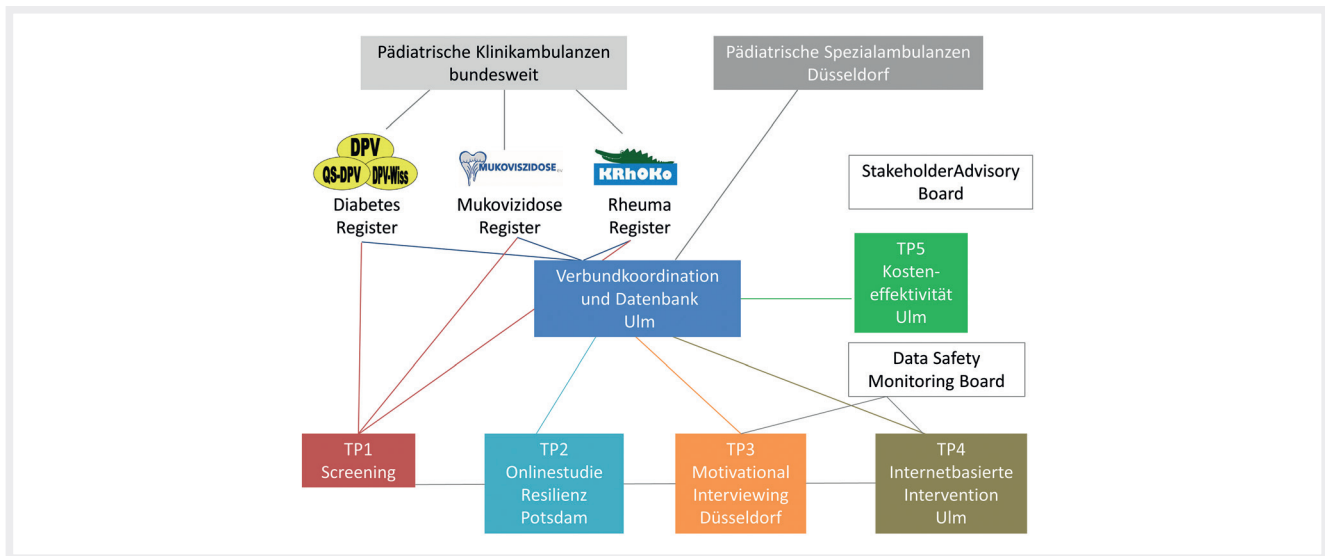 Pädiatrische Klinikambulanzen
bundesweit
Pädiatrische Spezialambulanzen
Düsseldorf
DPV
QS-DPV
DPV-Wiss
MUKOVISZIDOSE
KRhOKo
Diabetes
Register
Mukovizidose
Register
Rheuma
Register
StakeholderAdvisory
Board
Verbundkoordination
und Datenbank
Ulm
TP5
Kosten-
effektivität
Ulm
Data Safety
Monitoring Board
TP1
Screening
TP2
Onlinestudie
Resilienz
Potsdam
TP3
Motivational
Interviewing
Düsseldorf
TP4
Internetbasierte
Intervention
Ulm